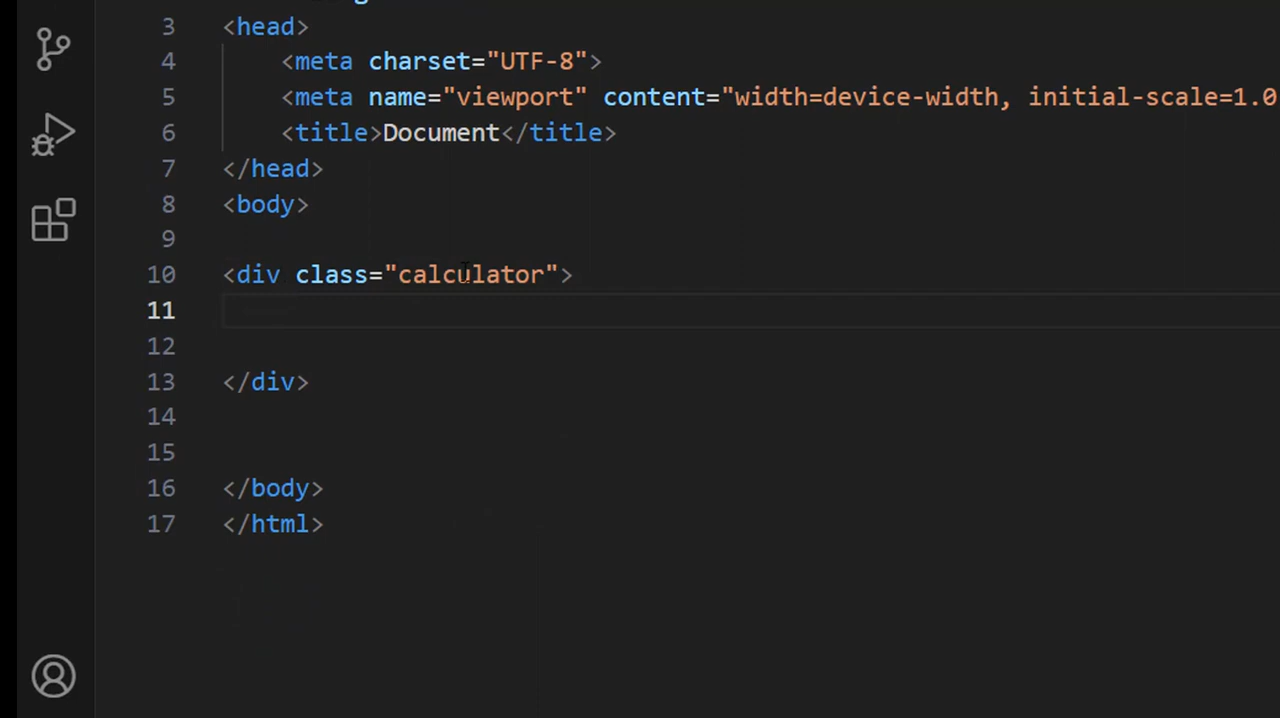 3 <head>
4 <meta charset="UTF-8">
5 <meta name="viewport" content="width=device-width, initial-scale=1.0
6 <title>Document</title>
7 </head>
8 <body>
9
10 <div class="calculator">
11
12
13 </div>
14
15
16 </body>
17 </html>